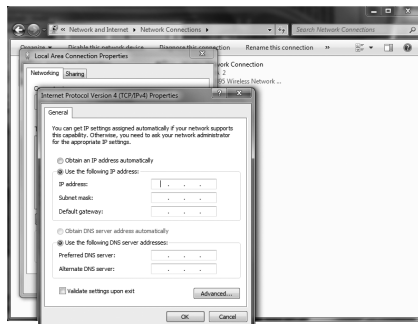 « Network and Internet ▸ Network Connections ▸
Search Network Connections
Organize Disable this network device Diagnose this connection Rename this connection »
Local Area Connection Properties
work Connection
2
95 Wireless Network ...
Networking Sharing
Internet Protocol Version 4 (TCP/IPv4) Properties
General
You can get IP settings assigned automatically if your network supports
this capability. Otherwise, you need to ask your network administrator
for the appropriate IP settings.
Obtain an IP address automatically
Use the following IP address:
IP address: . . .
Subnet mask: . . .
Default gateway: . . .
Obtain DNS server address automatically
Use the following DNS server addresses:
Preferred DNS server: . . .
Alternate DNS server: . . .
Validate settings upon exit
Advanced...
OK Cancel